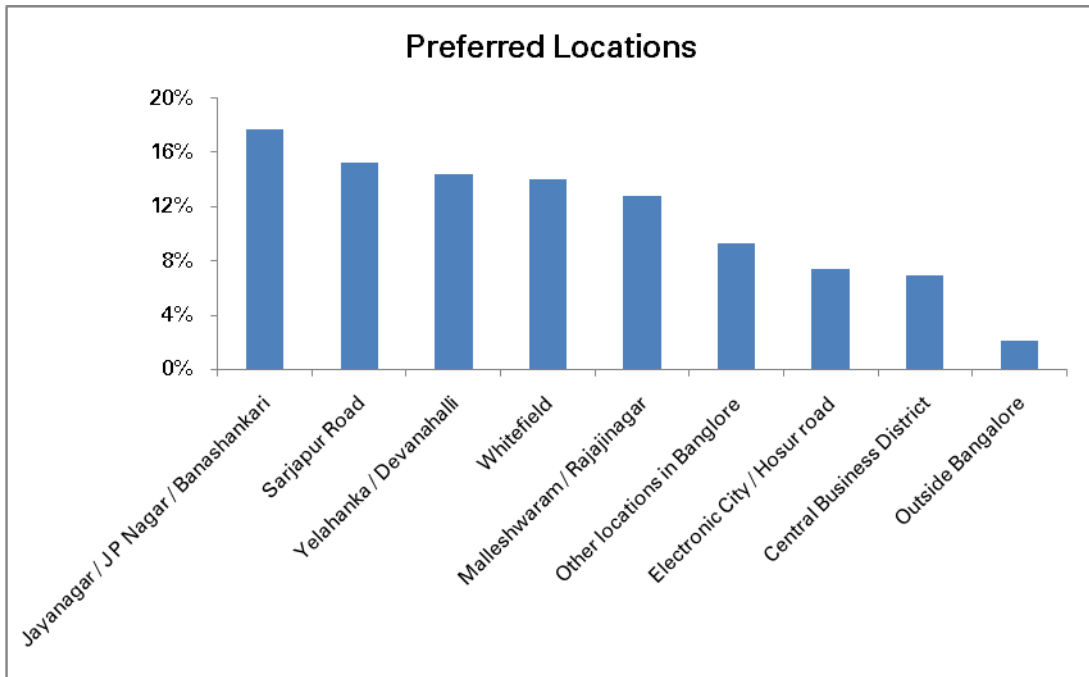 Preferred Locations
20%
16%
12%
8%
4%
0%
Jayanagar / J P Nagar / Banashankari
Sarjapur Road
Yelahanka / Devanahalli
Whitefield
Malleshwaram / Rajajinagar
Other locations in Banglore
Electronic City / Hosur road
Central Business District
Outside Bangalore